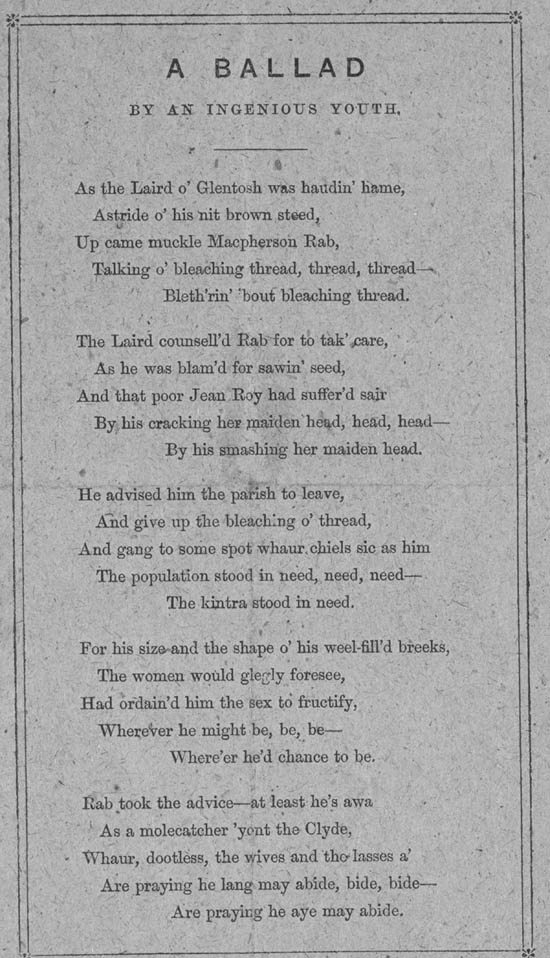 A BALLAD
BY AN INGENIOUS YOUTH.
As the Laird o' Glentosh was haudin' hame,
Astride o' his nit brown steed,
Up came muckle Macpherson Rab,
Talking o' bleaching thread, thread, thread—
Bleth'rin' 'bout bleaching thread.
The Laird counsell'd Rab for to tak' care,
As he was blam'd for sawin' seed,
And that poor Jean Roy had suffer'd sair
By his cracking her maiden head, head, head—
By his smashing her maiden head.
He advised him the parish to leave,
And give up the bleaching o' thread,
And gang to some spot whaur chiels sic as him
The population stood in need, need, need—
The kintra stood in need.
For his size and the shape o' his weel-fill'd breeks,
The women would glegly foresee,
Had ordain'd him the sex to fructify,
Wherever he might be, be, be—
Where'er he'd chance to be.
Rab took the advice—at least he's awa
As a molecatcher 'yont the Clyde,
Whaur, dootless, the wives and the lasses a'
Are praying he lang may abide, bide, bide—
Are praying he aye may abide.